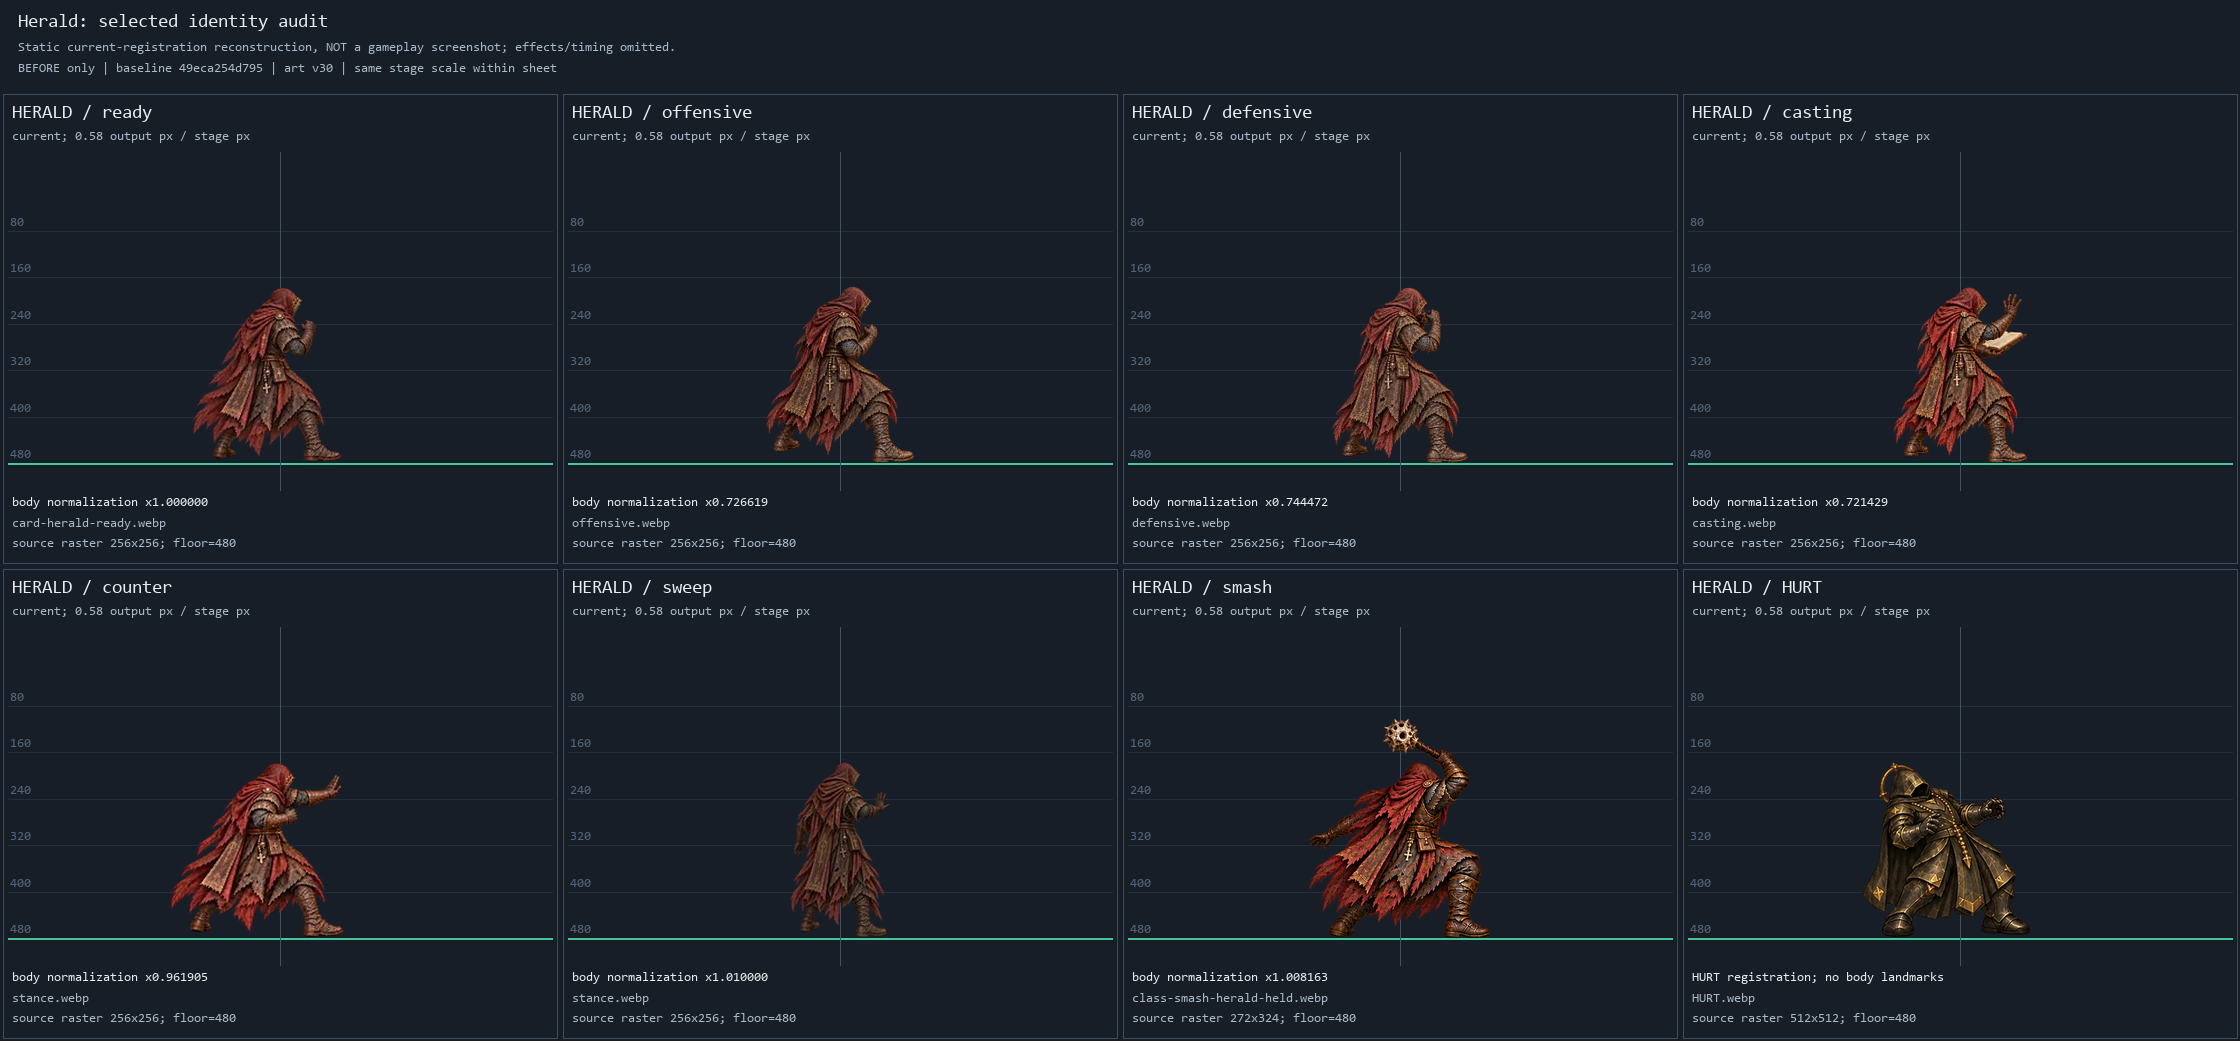 Herald: selected identity audit
Static current-registration reconstruction, NOT a gameplay screenshot; effects/timing omitted.
BEFORE only | baseline 49eca254d795 | art v30 | same stage scale within sheet
HERALD / ready
current; 0.58 output px / stage px
80
160
240
320
400
480
body normalization x1.000000
card-herald-ready.webp
source raster 256x256; floor=480
HERALD / offensive
current; 0.58 output px / stage px
80
160
240
320
400
480
body normalization x0.726619
offensive.webp
source raster 256x256; floor=480
HERALD / defensive
current; 0.58 output px / stage px
80
160
240
320
400
480
body normalization x0.744472
defensive.webp
source raster 256x256; floor=480
HERALD / casting
current; 0.58 output px / stage px
80
160
240
320
400
480
body normalization x0.721429
casting.webp
source raster 256x256; floor=480
HERALD / counter
current; 0.58 output px / stage px
80
160
240
320
400
480
body normalization x0.961905
stance.webp
source raster 256x256; floor=480
HERALD / sweep
current; 0.58 output px / stage px
80
160
240
320
400
480
body normalization x1.010000
stance.webp
source raster 256x256; floor=480
HERALD / smash
current; 0.58 output px / stage px
80
160
240
320
400
480
body normalization x1.008163
class-smash-herald-held.webp
source raster 272x324; floor=480
HERALD / HURT
current; 0.58 output px / stage px
80
160
240
320
400
480
HURT registration; no body landmarks
HURT.webp
source raster 512x512; floor=480